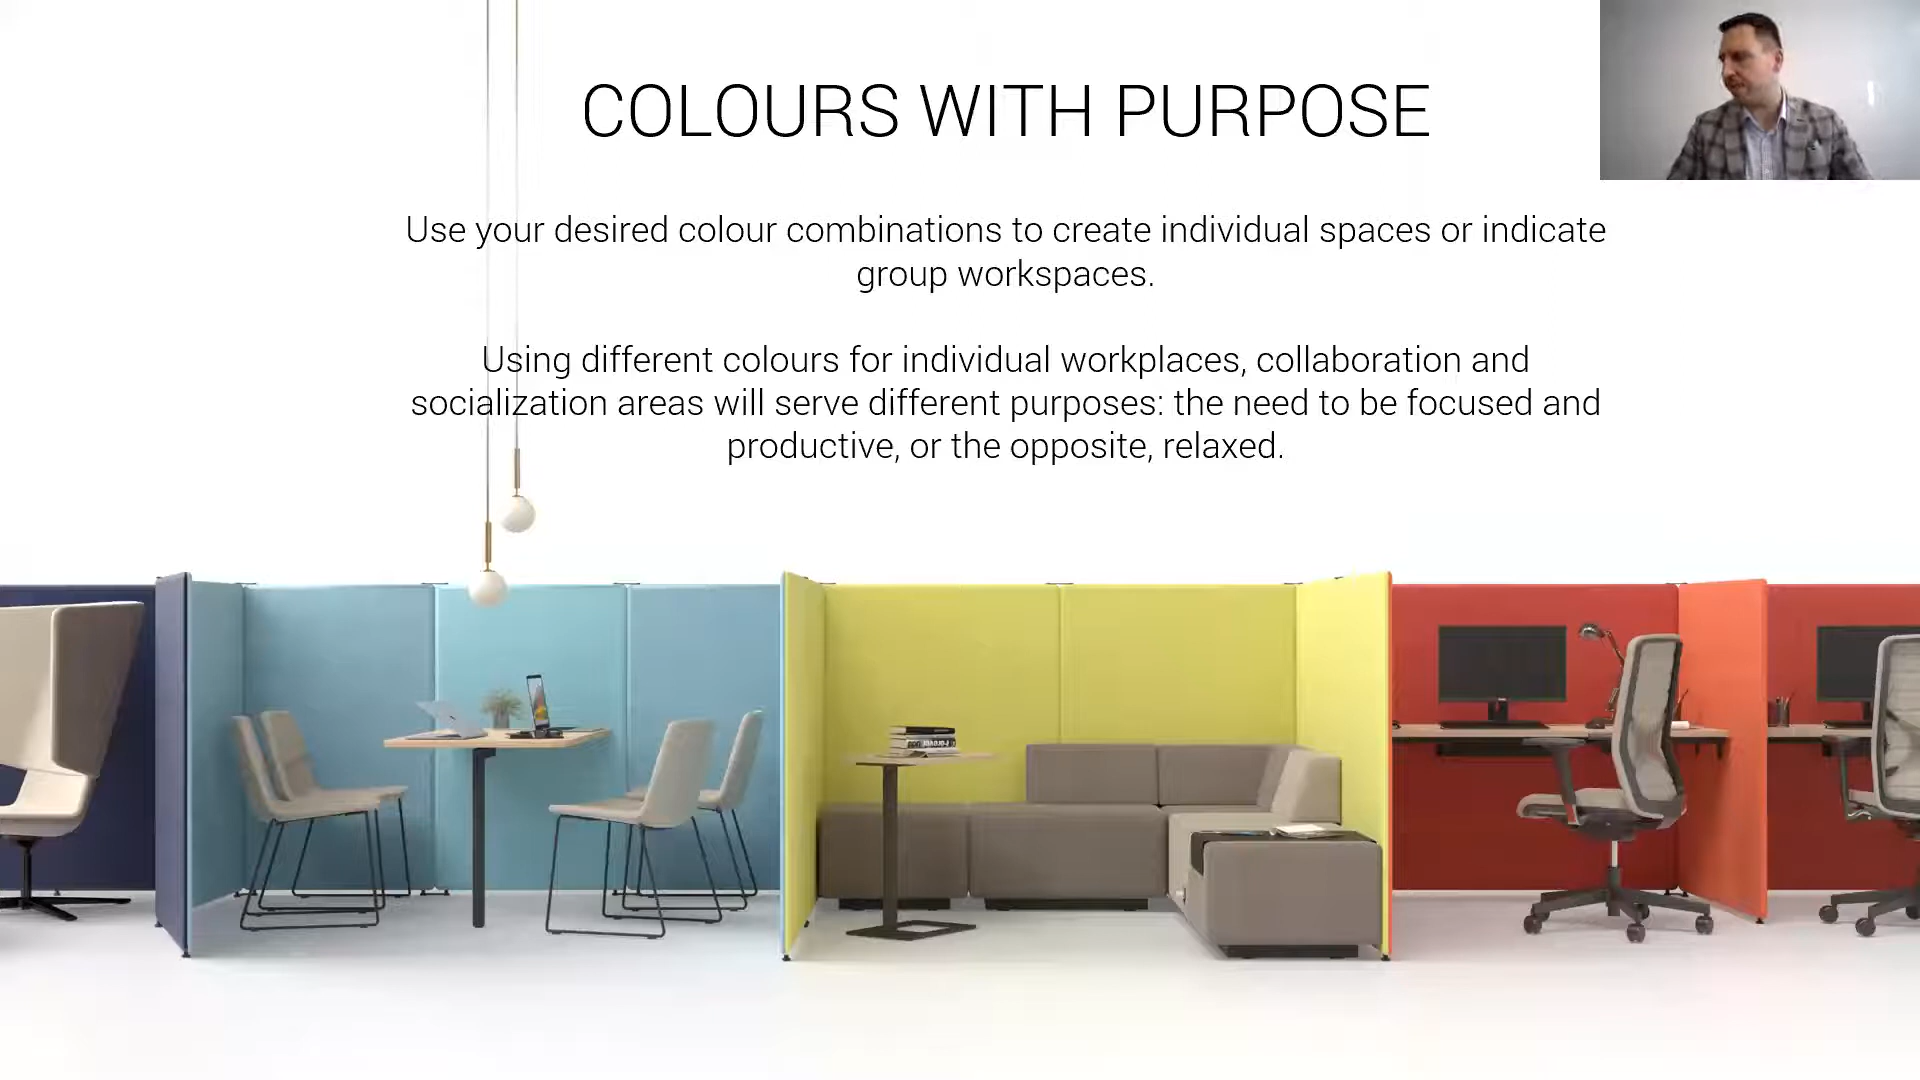 COLOURS WITH PURPOSE
Use your desired colour combinations to create individual spaces or indicate
group workspaces.
Using different colours for individual workplaces, collaboration and
socialization areas will serve different purposes: the need to be focused and
productive, or the opposite, relaxed.